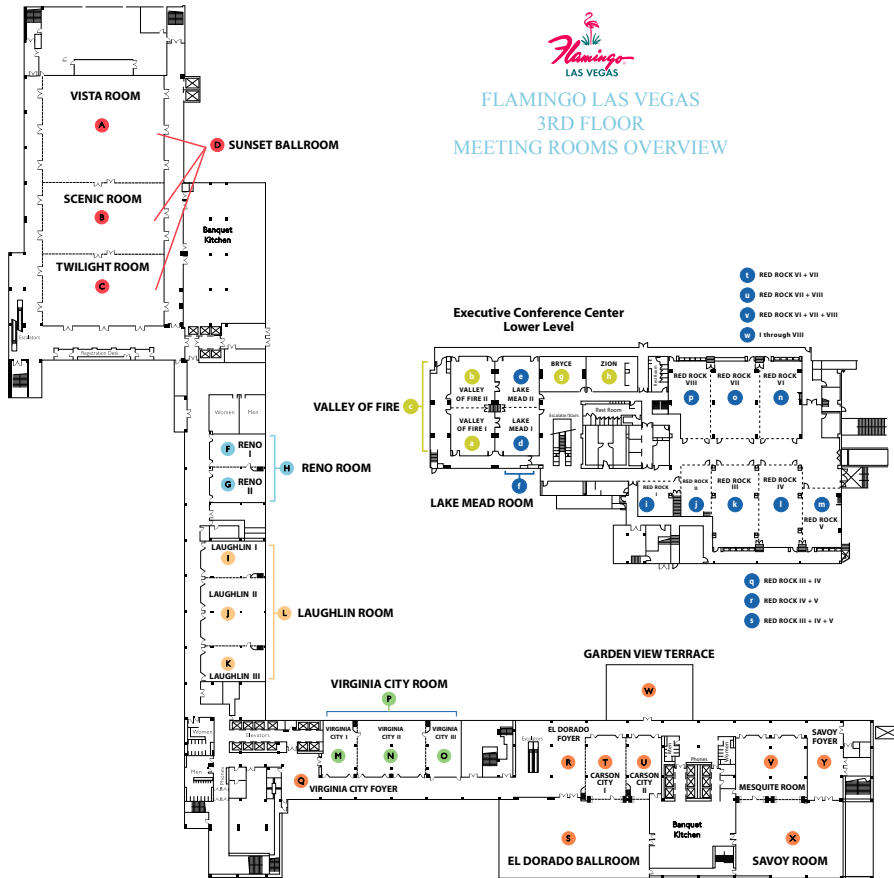 Flamingo
LAS VEGAS
FLAMINGO LAS VEGAS
3RD FLOOR
MEETING ROOMS OVERVIEW
VISTA ROOM
A
D SUNSET BALLROOM
SCENIC ROOM
B
Banquet
Kitchen
TWILIGHT ROOM
C
Escalators
Registration Desk
t RED ROCK VI + VII
u RED ROCK VII + VIII
v RED ROCK VI + VII + VIII
w I through VIII
Executive Conference Center
Lower Level
b
VALLEY
OF FIRE II
e
LAKE
MEAD II
BRYCE
g
ZION
h
RED ROCK
VIII
p
RED ROCK
VII
o
RED ROCK
VI
n
VALLEY OF FIRE c
VALLEY
OF FIRE I
a
LAKE
MEAD I
d
Escalator/Stairs
Rest Room
Women
Men
F
RENO
I
G
RENO
II
H RENO ROOM
f
LAKE MEAD ROOM
RED ROCK
I
i
RED ROCK
II
j
RED ROCK
III
k
RED ROCK
IV
l
m
RED ROCK
V
LAUGHLIN I
I
LAUGHLIN II
J
L LAUGHLIN ROOM
K
LAUGHLIN III
q RED ROCK III + IV
r RED ROCK IV + V
s RED ROCK III + IV + V
GARDEN VIEW TERRACE
W
VIRGINIA CITY ROOM
P
Women
Elevators
Men
Phones
VIRGINIA
CITY I
M
VIRGINIA
CITY II
N
VIRGINIA
CITY III
O
Q
VIRGINIA CITY FOYER
Escalators
EL DORADO
FOYER
R
T
CARSON
CITY
I
U
CARSON
CITY
II
Men
Phones
Women
V
MESQUITE ROOM
SAVOY
FOYER
Y
S
EL DORADO BALLROOM
Banquet
Kitchen
X
SAVOY ROOM